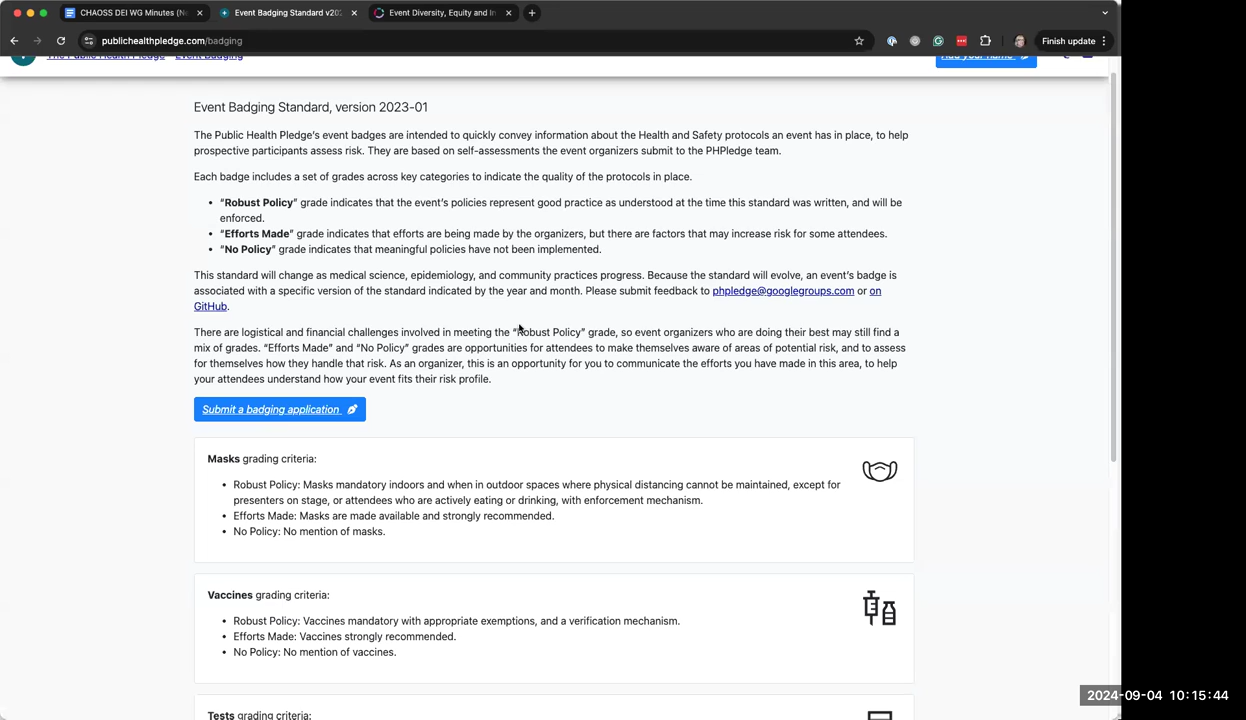 CHAOSS DEI WG Minutes (N
Event Badging Standard v20
Event Diversity, Equity and In
publichealthpledge.com/badging
Finish update
The Public Health Pledge Event Badging
Add your name
Event Badging Standard, version 2023-01
The Public Health Pledge's event badges are intended to quickly convey information about the Health and Safety protocols an event has in place, to help
prospective participants assess risk. They are based on self-assessments the event organizers submit to the PHPledge team.
Each badge includes a set of grades across key categories to indicate the quality of the protocols in place.
• “Robust Policy” grade indicates that the event's policies represent good practice as understood at the time this standard was written, and will be
enforced.
• “Efforts Made” grade indicates that efforts are being made by the organizers, but there are factors that may increase risk for some attendees.
• “No Policy” grade indicates that meaningful policies have not been implemented.
This standard will change as medical science, epidemiology, and community practices progress. Because the standard will evolve, an event's badge is
associated with a specific version of the standard indicated by the year and month. Please submit feedback to phpledge@googlegroups.com or on
GitHub.
There are logistical and financial challenges involved in meeting the “Robust Policy” grade, so event organizers who are doing their best may still find a
mix of grades. “Efforts Made” and “No Policy” grades are opportunities for attendees to make themselves aware of areas of potential risk, and to assess
for themselves how they handle that risk. As an organizer, this is an opportunity for you to communicate the efforts you have made in this area, to help
your attendees understand how your event fits their risk profile.
Submit a badging application
Masks grading criteria:
• Robust Policy: Masks mandatory indoors and when in outdoor spaces where physical distancing cannot be maintained, except for
presenters on stage, or attendees who are actively eating or drinking, with enforcement mechanism.
• Efforts Made: Masks are made available and strongly recommended.
• No Policy: No mention of masks.
Vaccines grading criteria:
• Robust Policy: Vaccines mandatory with appropriate exemptions, and a verification mechanism.
• Efforts Made: Vaccines strongly recommended.
• No Policy: No mention of vaccines.
Tests grading criteria:
2024-09-04 10:15:44